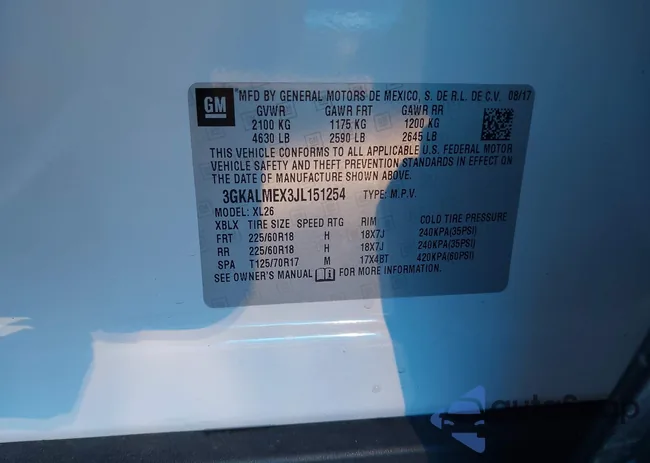 GM
MFD BY GENERAL MOTORS DE MEXICO, S. DE R.L. DE C.V. 08/17
GVWR GAWR FRT GAWR RR
2100 KG 1175 KG 1200 KG
4630 LB 2590 LB 2645 LB
THIS VEHICLE CONFORMS TO ALL APPLICABLE U.S. FEDERAL
VEHICLE SAFETY AND THEFT PREVENTION STANDARDS IN EFFECT ON
THE DATE OF MANUFACTURE SHOWN ABOVE.
3GKALMEX3JL151254 TYPE: M.P.V.
MODEL: XL26
XBLX TIRE SIZE SPEED RTG RIM COLD TIRE PRESSURE
FRT 225/60R18 H 18X7J 240KPA(35PSI)
RR 225/60R18 H 18X7J 240KPA(35PSI)
SPA T125/70R17 M 17X4BT 420KPA(60PSI)
SEE OWNER'S MANUAL FOR MORE INFORMATION.